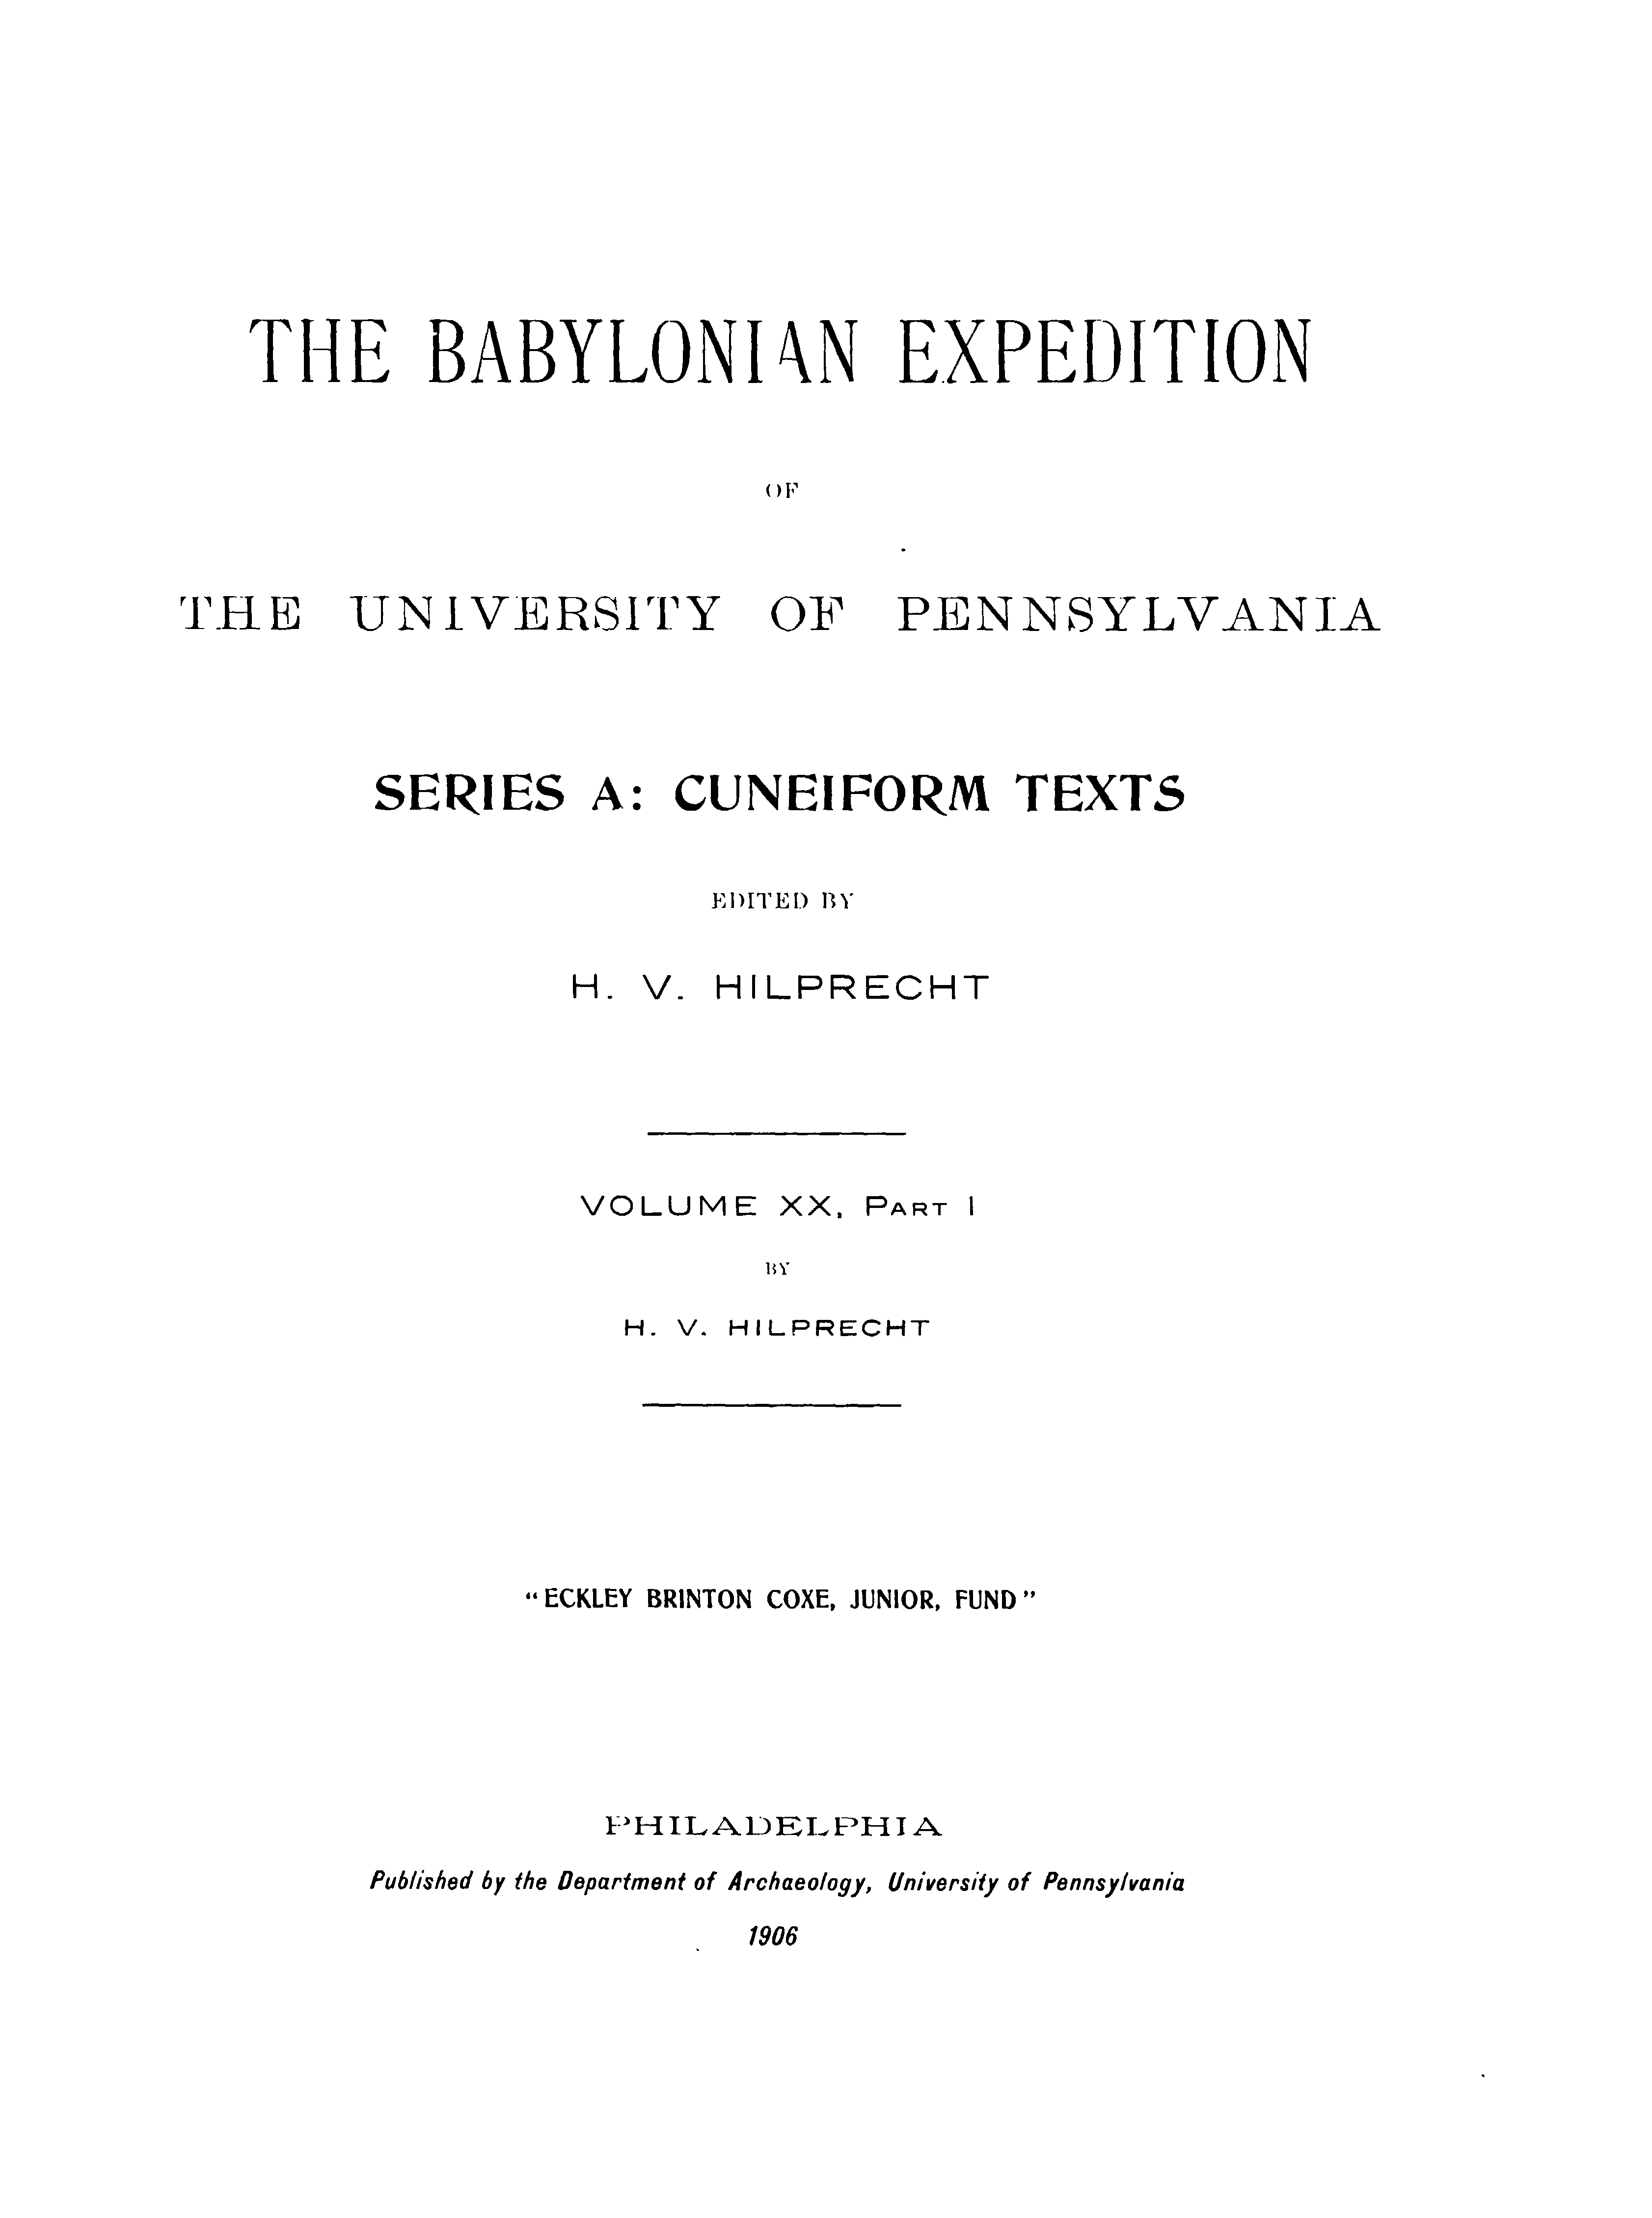 THE BABYLONIAN EXPEDITION
OF
THE UNIVERSITY OF PENNSYLVANIA
SERIES A: CUNEIFORM TEXTS
EDITED BY
H. V. HILPRECHT
VOLUME XX, PART I
BY
H. V. HILPRECHT
“ECKLEY BRINTON COXE, JUNIOR, FUND”
PHILADELPHIA
Published by the Department of Archaeology, University of Pennsylvania
1906